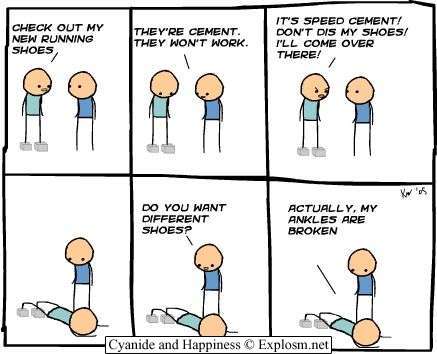 CHECK OUT MY
NEW RUNNING
SHOES
THEY'RE CEMENT.
THEY WON'T WORK.
IT'S SPEED CEMENT!
DON'T DIS MY SHOES!
I'LL COME OVER
THERE!
DO YOU WANT
DIFFERENT
SHOES?
ACTUALLY, MY
ANKLES ARE
BROKEN
Cyanide and Happiness © Explosm.net